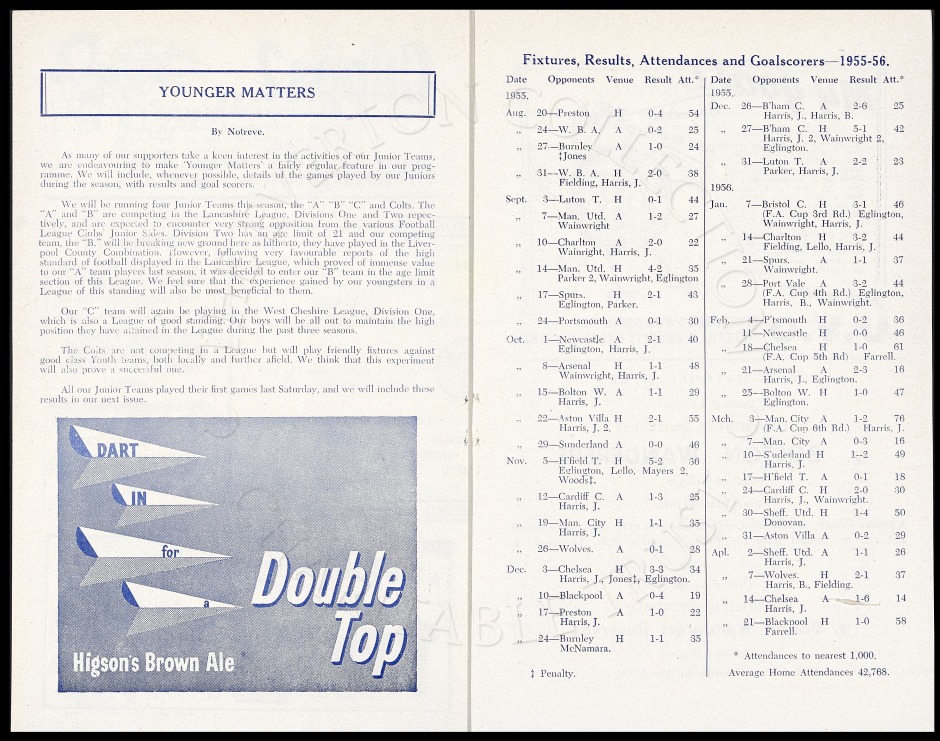 YOUNGER MATTERS
By Notreve.
As many of our supporters take a keen interest in the activities of our Junior Teams,
we are endeavouring to make 'Younger Matters' a fairly regular feature in our prog-
ramme. We will include, whenever possible, details of the games played by our Juniors
during the season, with results and goal scorers.
We will be running four Junior Teams this season, the "A" "B" "C" and Colts. The
"A" and "B" are competing in the Lancashire League, Divisions One and Two repec-
tively, and are expected to encounter very strong opposition from the various Football
League Clubs' Junior Sides. Division Two has an age limit of 21 and our competing
team, the "B," will be breaking new ground here as hitherto, they have played in the Liver-
pool County Combination. However, following very favourable reports of the high
standard of football displayed in the Lancashire League, which proved of immense value
to our "A" team players last season, it was decided to enter our "B" team in the age limit
section of this League. We feel sure that the experience gained by our youngsters in a
League of this standing will also be most beneficial to them.
Our "C" team will again be playing in the West Cheshire League, Division One,
which is also a League of good standing. Our boys will be all out to maintain the high
position they have attained in the League during the past three seasons.
The Colts are not competing in a League but will play friendly fixtures against
good class Youth teams, both locally and further afield. We think that this experiment
will also prove a successful one.
All our Junior Teams played their first games last Saturday, and we will include these
results in our next issue.
DART
IN
for
a
Double
Top
Higson's Brown Ale
Fixtures, Results, Attendances and Goalscorers—1955-56.
Date Opponents Venue Result Att.°
1955.
Aug. 20—Preston H 0-4 54
„ 24—W. B. A. A 0-2 25
„ 27—Burnley A 1-0 24
‡Jones
„ 31—W. B. A. H 2-0 38
Fielding, Harris, J.
Sept. 3—Luton T. H 0-1 44
„ 7—Man. Utd. A 1-2 27
Wainwright
„ 10—Charlton A 2-0 22
Wainright, Harris, J.
„ 14—Man. Utd. H 4-2 35
Parker 2, Wainwright, Eglington
„ 17—Spurs. H 2-1 43
Eglington, Parker.
„ 24—Portsmouth A 0-1 30
Oct. 1—Newcastle A 2-1 40
Eglington, Harris, J.
„ 8—Arsenal H 1-1 48
Wainwright, Harris, J.
„ 15—Bolton W. A 1-1 29
Harris, J.
„ 22—Aston Villa H 2-1 55
Harris, J. 2,
„ 29—Sunderland A 0-0 46
Nov. 5—H'field T. H 5-2 36
Eglington, Lello, Mayers 2,
Woods‡.
„ 12—Cardiff C. A 1-3 25
Harris, J.
„ 19—Man. City H 1-1 35
Harris, J.
„ 26—Wolves. A 0-1 28
Dec. 3—Chelsea H 3-3 34
Harris, J., Jones‡, Eglington.
„ 10—Blackpool A 0-4 19
„ 17—Preston A 1-0 22
Harris, J.
„ 24—Burnley H 1-1 35
McNamara.
‡ Penalty.
Date Opponents Venue Result Att.°
1955.
Dec. 26—B'ham C. A 2-6 25
Harris, J., Harris, B.
„ 27—B'ham C. H 5-1 42
Harris, J. 2, Wainwright 2,
Eglington.
„ 31—Luton T. A 2-2 23
Parker, Harris, J.
1956.
Jan. 7—Bristol C. H 3-1 46
(F.A. Cup 3rd Rd.) Eglington,
Wainwright, Harris, J.
„ 14—Charlton H 3-2 44
Fielding, Lello, Harris, J.
„ 21—Spurs. A 1-1 37
Wainwright.
„ 28—Port Vale A 3-2 44
(F.A. Cup 4th Rd.) Eglington,
Harris, B., Wainwright.
Feb. 4—P'tsmouth H 0-2 36
11—Newcastle H 0-0 46
„ 18—Chelsea H 1-0 61
(F.A. Cup 5th Rd) Farrell.
„ 21—Arsenal A 2-3 16
Harris, J., Eglington.
„ 25—Bolton W. H 1-0 47
Eglington.
Mch. 3—Man. City A 1-2 76
(F.A. Cup 6th Rd.) Harris, J.
„ 7—Man. City A 0-3 16
„ 10—S'uderland H 1--2 49
Harris, J.
„ 17—H'field T. A 0-1 18
„ 24—Cardiff C. H 2-0 30
Harris, J., Wainwright.
„ 30—Sheff. Utd. H 1-4 50
Donovan.
„ 31—Aston Villa A 0-2 29
Apl. 2—Sheff. Utd. A 1-1 26
Harris, J.
„ 7—Wolves. H 2-1 37
Harris, B., Fielding.
„ 14—Chelsea A 1-6 14
Harris, J.
„ 21—Blackpool H 1-0 58
Farrell.
° Attendances to nearest 1,000.
Average Home Attendances 42,768.